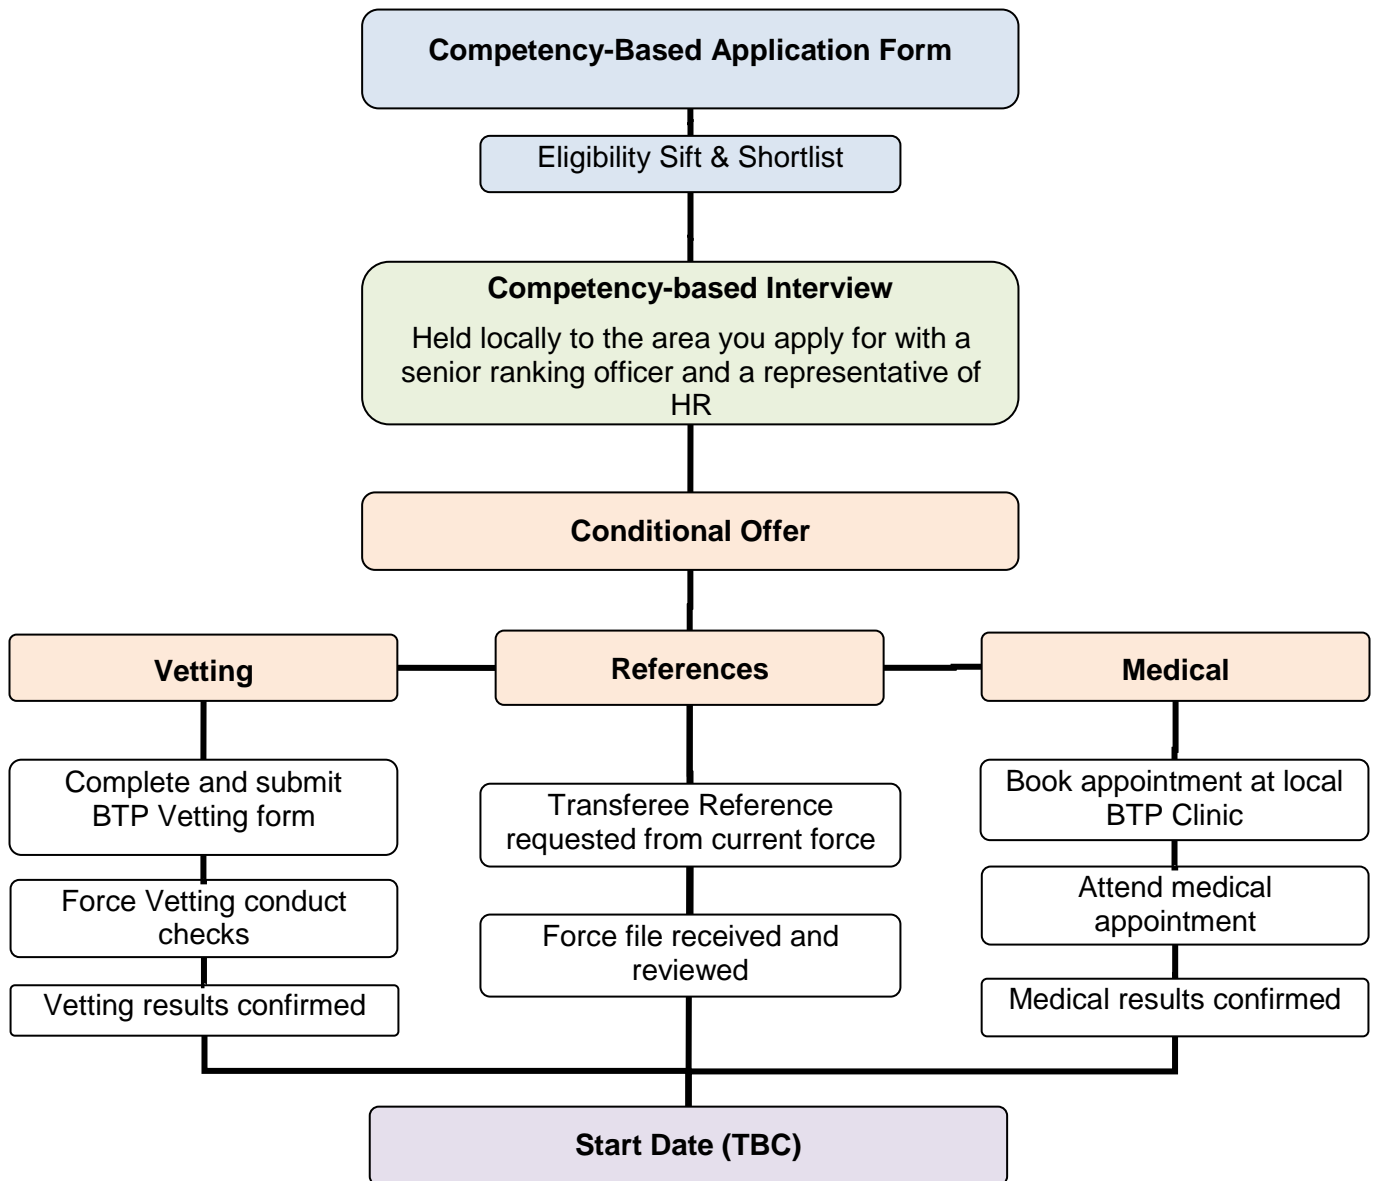 Competency-Based Application Form
Eligibility Sift & Shortlist
Competency-based Interview
Held locally to the area you apply for with a
senior ranking officer and a representative of
HR
Conditional Offer
Vetting
References
Medical
Complete and submit
BTP Vetting form
Force Vetting conduct
checks
Vetting results confirmed
Transferee Reference
requested from current force
Force file received and
reviewed
Book appointment at local
BTP Clinic
Attend medical
appointment
Medical results confirmed
Start Date (TBC)